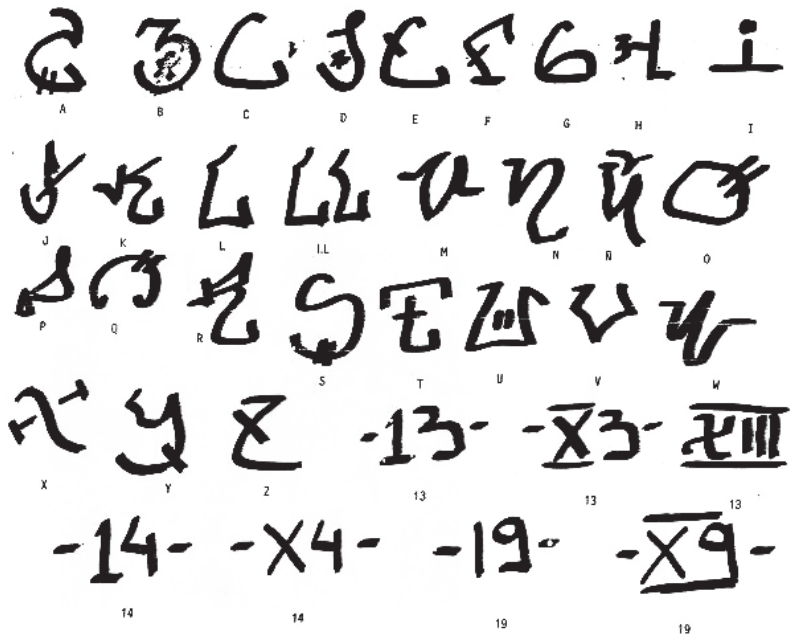 A B C D E F G H I
J K L LL M N Ñ O
P Q R S T U V W
X Y Z -13- -X3- XIII
13 13 13
-14- -X4- -19- -X9-
14 14 19 19